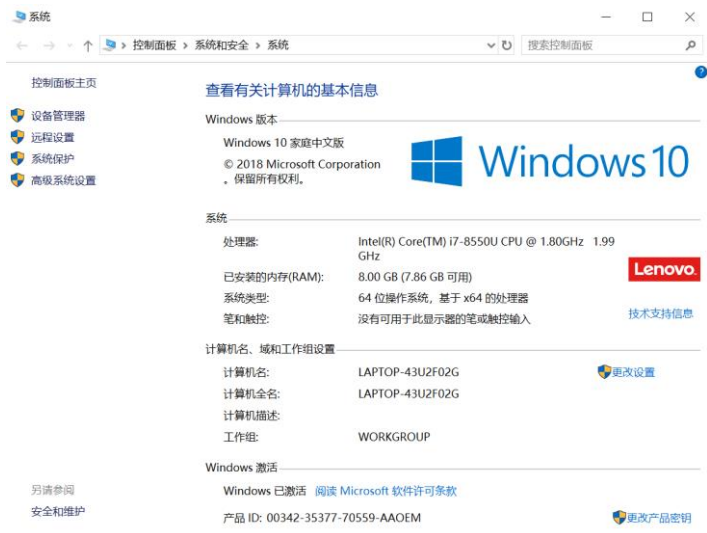 系统
控制面板 › 系统和安全 › 系统
搜索控制面板
控制面板主页
设备管理器
远程设置
系统保护
高级系统设置
另请参阅
安全和维护
?
查看有关计算机的基本信息
Windows 版本
Windows 10 家庭中文版
© 2018 Microsoft Corporation
。保留所有权利。
Windows 10
系统
处理器: Intel(R) Core(TM) i7-8550U CPU @ 1.80GHz 1.99
GHz
已安装的内存(RAM): 8.00 GB (7.86 GB 可用)
系统类型: 64 位操作系统, 基于 x64 的处理器
笔和触控: 没有可用于此显示器的笔或触控输入
Lenovo.
技术支持信息
计算机名、域和工作组设置
计算机名: LAPTOP-43U2F02G
更改设置
计算机全名: LAPTOP-43U2F02G
计算机描述:
工作组: WORKGROUP
Windows 激活
Windows 已激活 阅读 Microsoft 软件许可条款
产品 ID: 00342-35377-70559-AAOEM
更改产品密钥